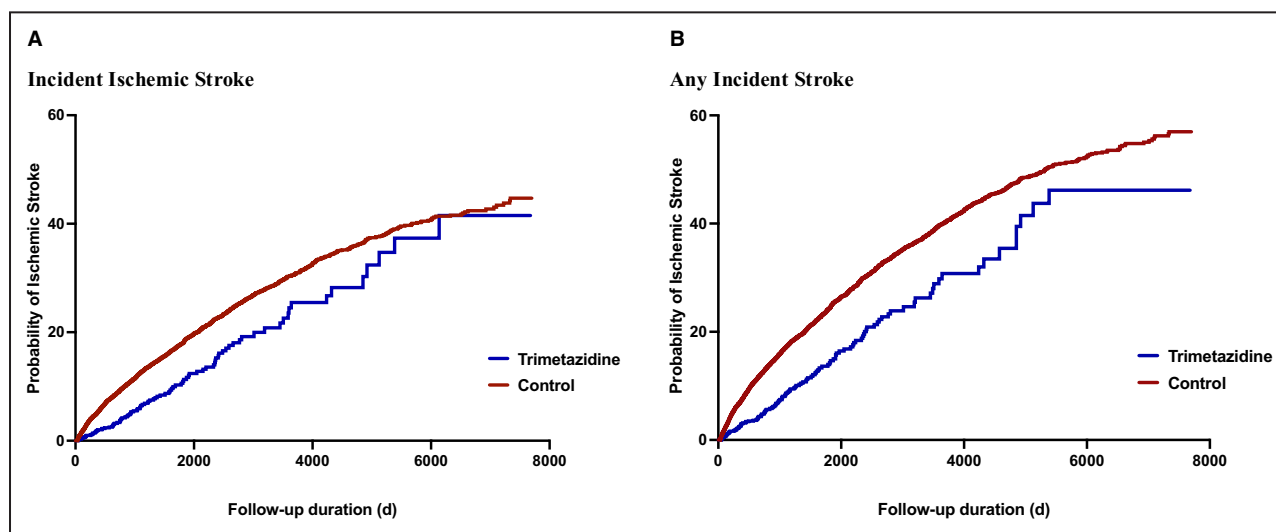 A
Incident Ischemic Stroke
Probability of Ischemic Stroke
60
40
20
0
0 2000 4000 6000 8000
Follow-up duration (d)
Trimetazidine
Control
B
Any Incident Stroke
Probability of Ischemic Stroke
60
40
20
0
0 2000 4000 6000 8000
Follow-up duration (d)
Trimetazidine
Control